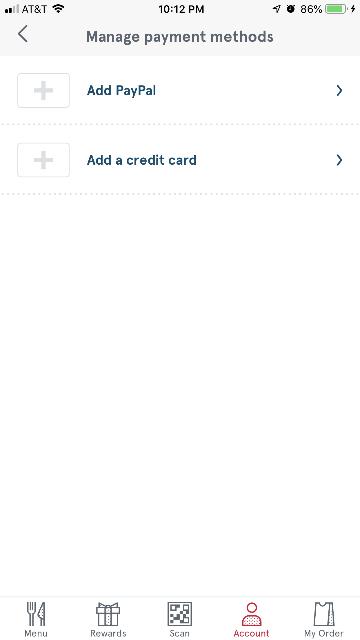 AT&T 10:12 PM 86%
Manage payment methods
Add PayPal
Add a credit card
Menu Rewards Scan Account My Order